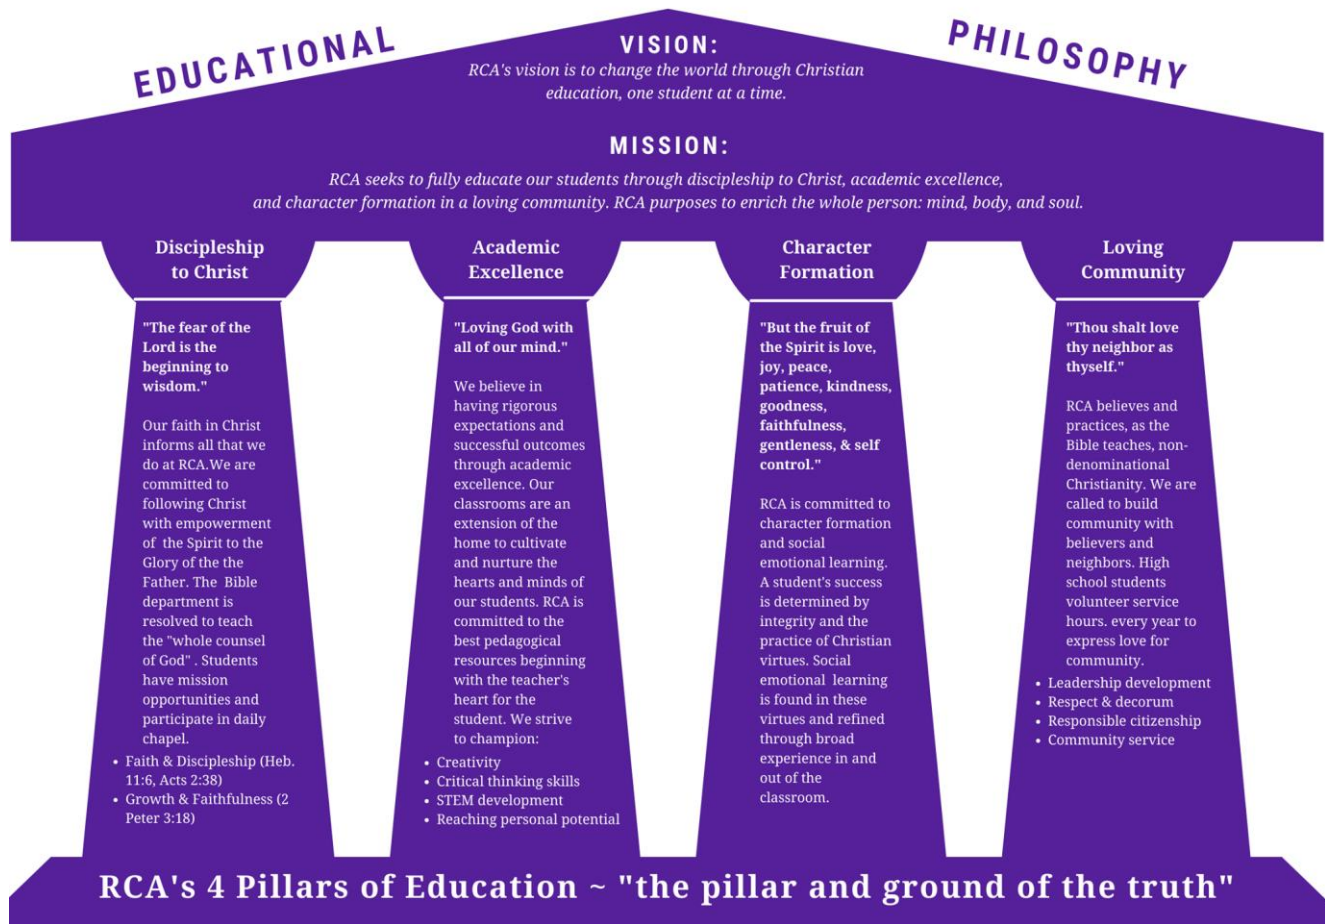 EDUCATIONAL
PHILOSOPHY
VISION:
RCA's vision is to change the world through Christian
education, one student at a time.
MISSION:
RCA seeks to fully educate our students through discipleship to Christ, academic excellence,
and character formation in a loving community. RCA purposes to enrich the whole person: mind, body, and soul.
Discipleship
to Christ
"The fear of the
Lord is the
beginning to
wisdom."
Our faith in Christ
informs all that we
do at RCA.We are
committed to
following Christ
with empowerment
of the Spirit to the
Glory of the the
Father. The Bible
department is
resolved to teach
the "whole counsel
of God" . Students
have mission
opportunities and
participate in daily
chapel.
• Faith & Discipleship (Heb.
11:6, Acts 2:38)
• Growth & Faithfulness (2
Peter 3:18)
Academic
Excellence
"Loving God with
all of our mind."
We believe in
having rigorous
expectations and
successful outcomes
through academic
excellence. Our
classrooms are an
extension of the
home to cultivate
and nurture the
hearts and minds of
our students. RCA is
committed to the
best pedagogical
resources beginning
with the teacher's
heart for the
student. We strive
to champion:
• Creativity
• Critical thinking skills
• STEM development
• Reaching personal potential
Character
Formation
"But the fruit of
the Spirit is love,
joy, peace,
patience, kindness,
goodness,
faithfulness,
gentleness, & self
control."
RCA is committed to
character formation
and social
emotional learning.
A student's success
is determined by
integrity and the
practice of Christian
virtues. Social
emotional learning
is found in these
virtues and refined
through broad
experience in and
out of the
classroom.
Loving
Community
"Thou shalt love
thy neighbor as
thyself."
RCA believes and
practices, as the
Bible teaches, non-
denominational
Christianity. We are
called to build
community with
believers and
neighbors. High
school students
volunteer service
hours. every year to
express love for
community.
• Leadership development
• Respect & decorum
• Responsible citizenship
• Community service
RCA's 4 Pillars of Education ~ "the pillar and ground of the truth"